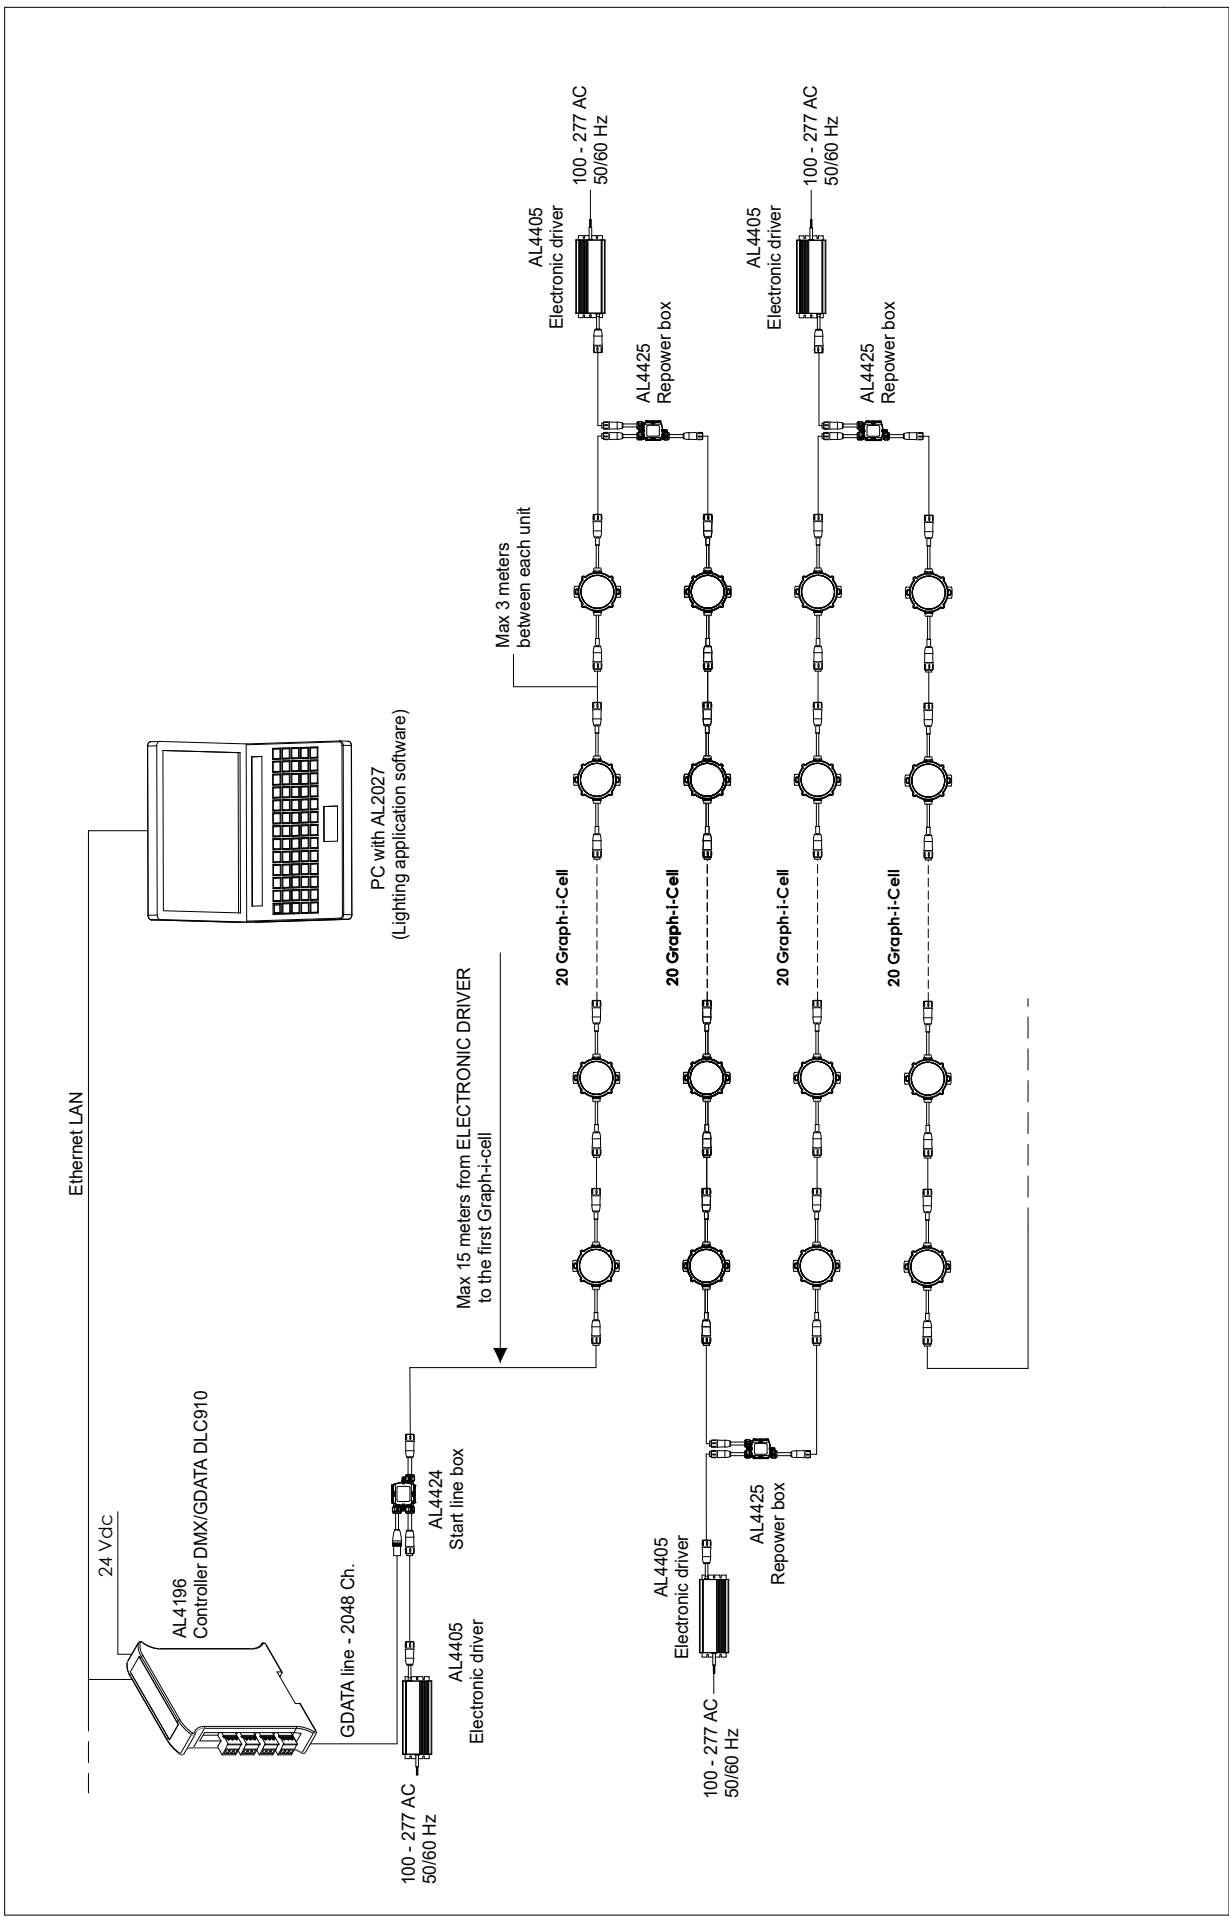 Ethernet LAN
24 Vdc
AL4196
Controller DMX/GDATA DLC910
PC with AL2027
(Lighting application software)
GDATA line - 2048 Ch.
AL4424
Start line box
AL4405
Electronic driver
100 - 277 AC
50/60 Hz
Max 15 meters from ELECTRONIC DRIVER
to the first Graph-i-cell
Max 3 meters
between each unit
AL4405
Electronic driver
100 - 277 AC
50/60 Hz
20 Graph-i-Cell
AL4425
Repower box
20 Graph-i-Cell
AL4405
Electronic driver
100 - 277 AC
50/60 Hz
AL4425
Repower box
AL4405
Electronic driver
100 - 277 AC
50/60 Hz
20 Graph-i-Cell
AL4425
Repower box
20 Graph-i-Cell